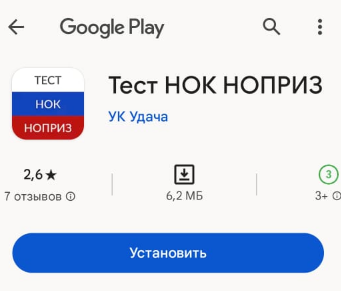 Google Play
ТЕСТ
НОК
НОПРИЗ
Тест НОК НОПРИЗ
УК Удача
2,6★
7 отзывов
6,2 МБ
3
3+
Установить